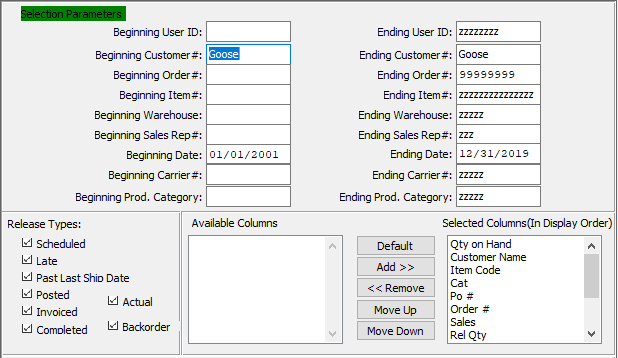 Selection Parameters
Beginning User ID: Ending User ID: zzzzzzzz
Beginning Customer#: Goose Ending Customer#: Goose
Beginning Order#: Ending Order#: 99999999
Beginning Item#: Ending Item#: zzzzzzzzzzzzzzz
Beginning Warehouse: Ending Warehouse: zzzzz
Beginning Sales Rep#: Ending Sales Rep#: zzz
Beginning Date: 01/01/2001 Ending Date: 12/31/2019
Beginning Carrier#: Ending Carrier#: zzzzz
Beginning Prod. Category: Ending Prod. Category: zzzzz
Release Types:
Scheduled
Late
Past Last Ship Date
Posted
Actual
Invoiced
Completed
Backorder
Available Columns
Default
Add >>
<< Remove
Move Up
Move Down
Selected Columns(In Display Order)
Qty on Hand
Customer Name
Item Code
Cat
Po #
Order #
Sales
Rel Qty